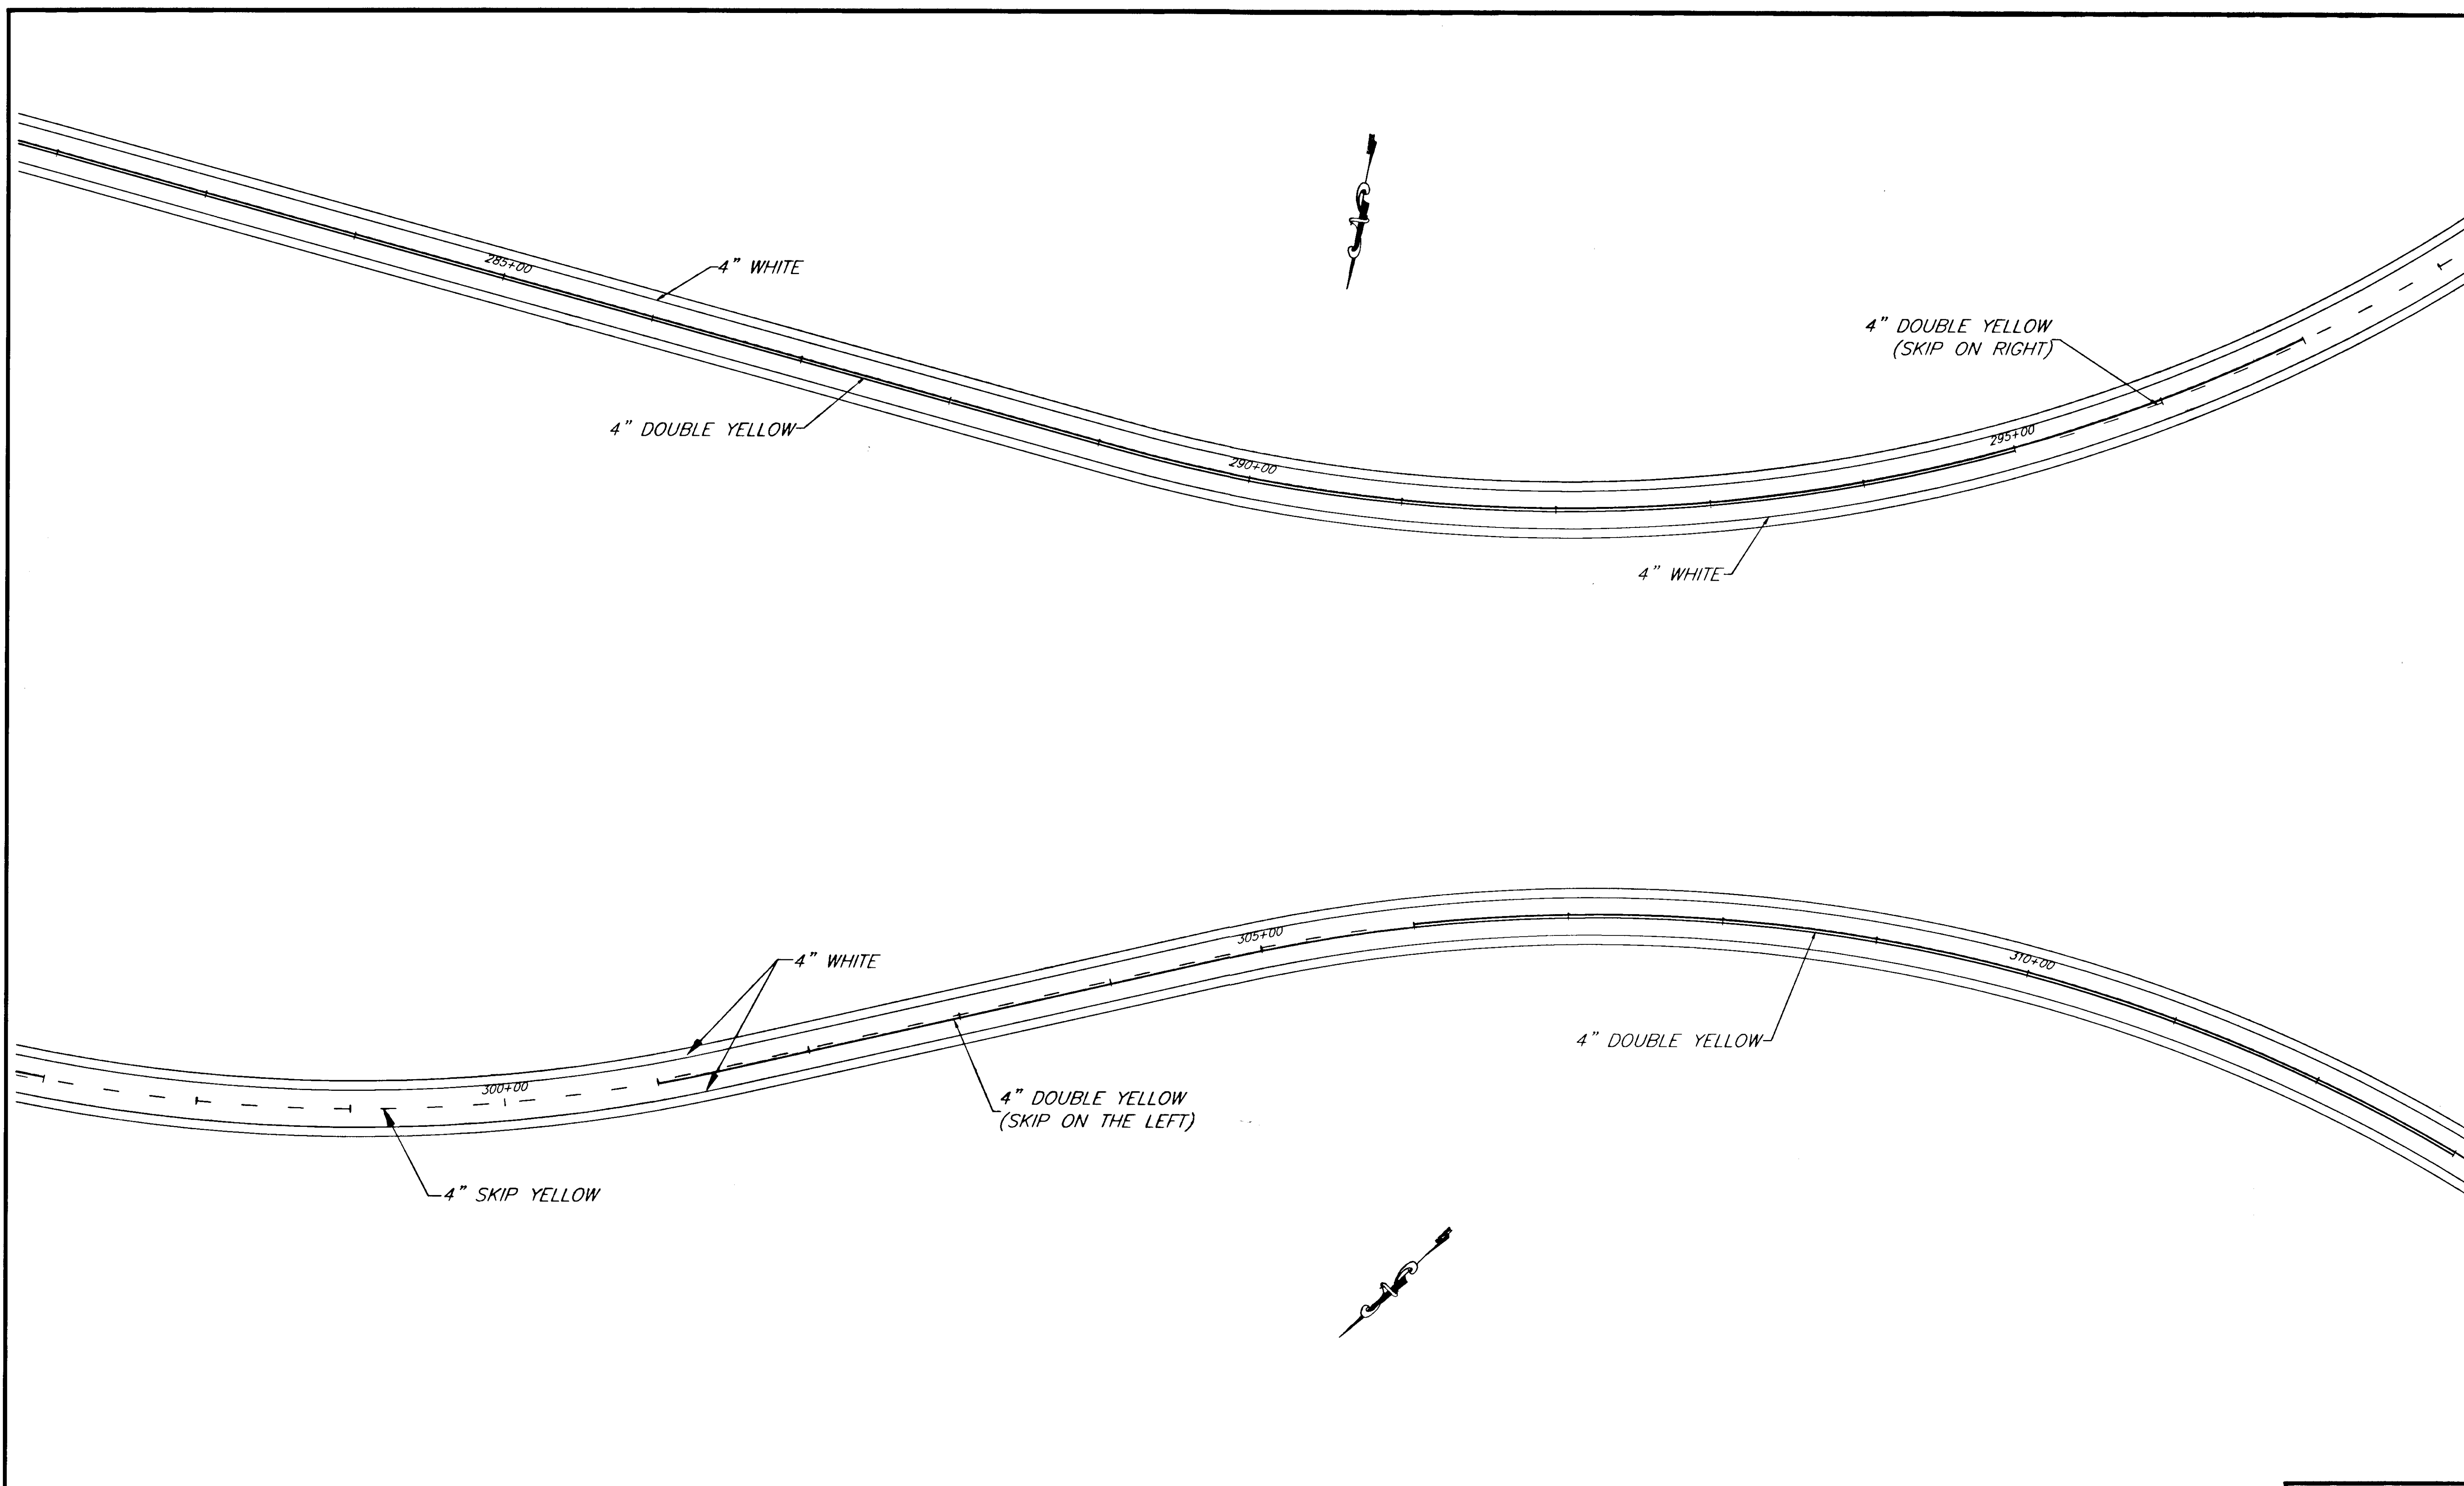 285+00
4" WHITE
4" DOUBLE YELLOW
290+00
4" DOUBLE YELLOW
(SKIP ON RIGHT)
295+00
4" WHITE
4" WHITE
300+00
4" SKIP YELLOW
305+00
4" DOUBLE YELLOW
(SKIP ON THE LEFT)
310+00
4" DOUBLE YELLOW